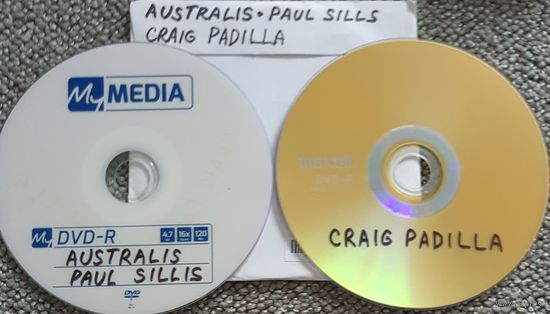 AUSTRALIS • PAUL SILLS
CRAIG PADILLA
My MEDIA
My DVD-R 4.7 16x 120
AUSTRALIS
PAUL SILLIS
DVD
maxell
DVD-R
CRAIG PADILLA